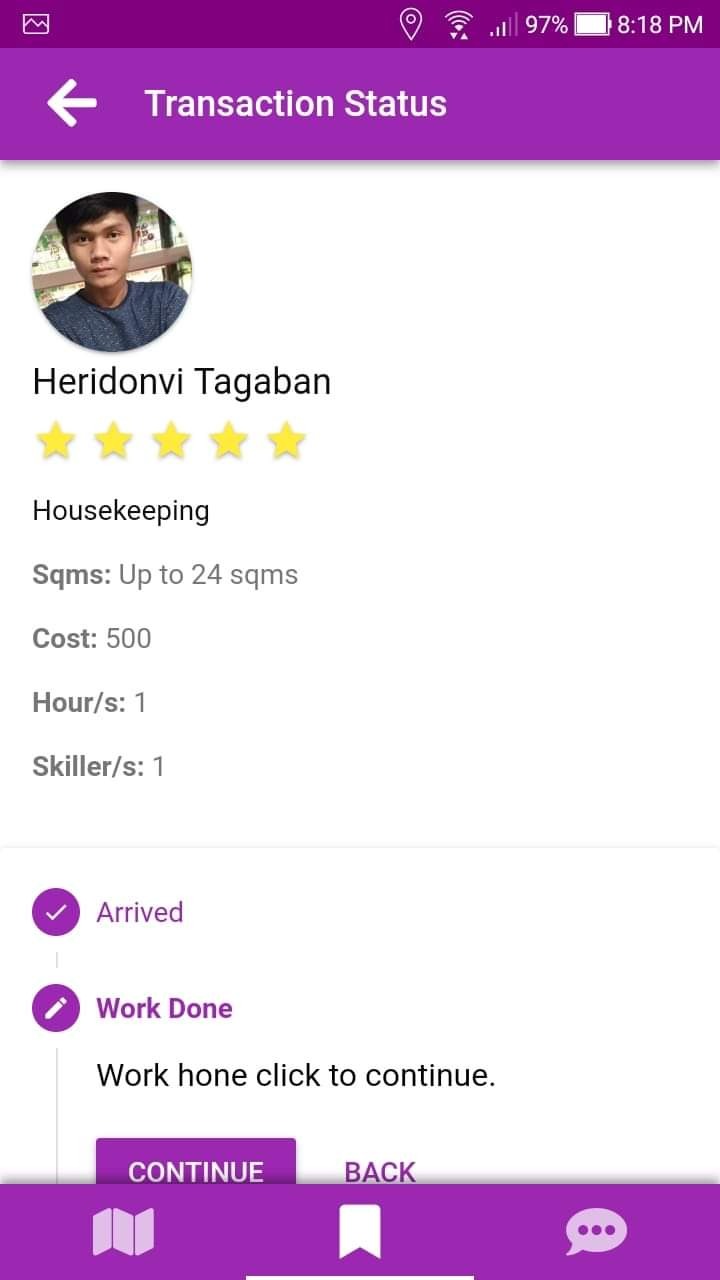 97% 8:18 PM
Transaction Status
Heridonvi Tagaban
Housekeeping
Sqms: Up to 24 sqms
Cost: 500
Hour/s: 1
Skiller/s: 1
Arrived
Work Done
Work hone click to continue.
CONTINUE BACK